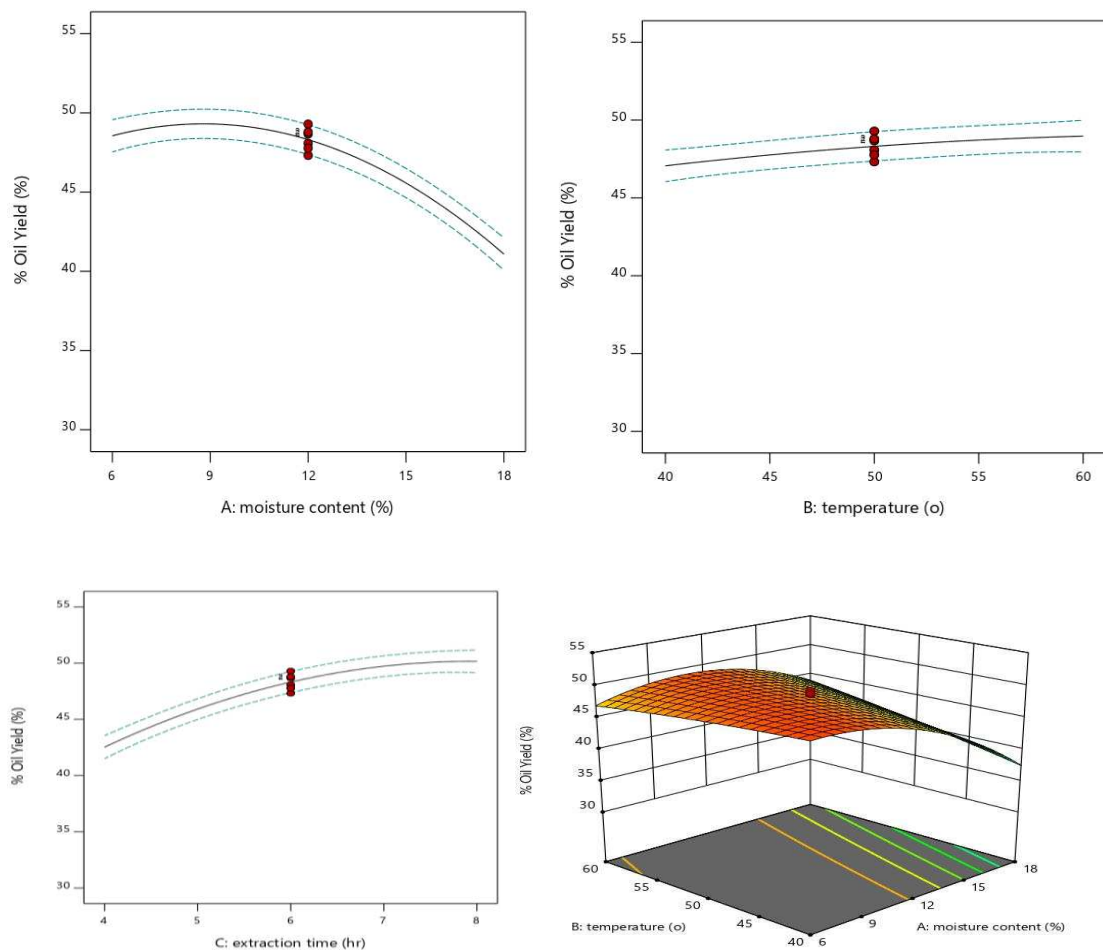 55
50
45
40
35
30
% Oil Yield (%)
6 9 12 15 18
A: moisture content (%)
55
50
45
40
35
30
% Oil Yield (%)
40 45 50 55 60
B: temperature (o)
55
50
45
40
35
30
% Oil Yield (%)
4 5 6 7 8
C: extraction time (hr)
55
50
45
40
35
30
% Oil Yield (%)
60 55 50 45 40
B: temperature (o)
6 9 12 15 18
A: moisture content (%)